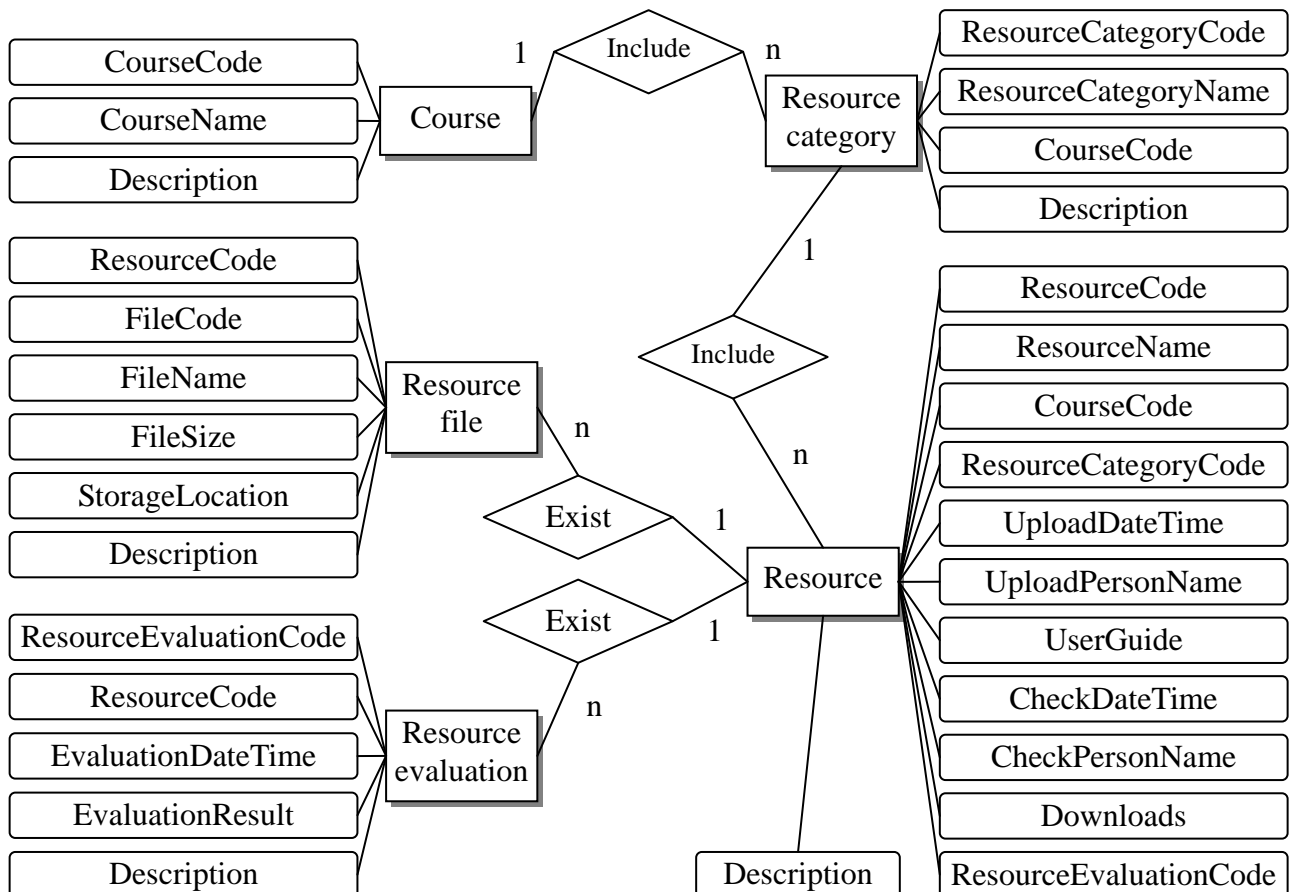 1
Include
n
CourseCode
CourseName
Description
Course
Resource
category
ResourceCategoryCode
ResourceCategoryName
CourseCode
Description
1
Include
n
ResourceCode
FileCode
FileName
FileSize
StorageLocation
Description
Resource
file
n
Exist
1
ResourceEvaluationCode
ResourceCode
EvaluationDateTime
EvaluationResult
Description
Resource
evaluation
n
Exist
1
Resource
Description
ResourceCode
ResourceName
CourseCode
ResourceCategoryCode
UploadDateTime
UploadPersonName
UserGuide
CheckDateTime
CheckPersonName
Downloads
ResourceEvaluationCode